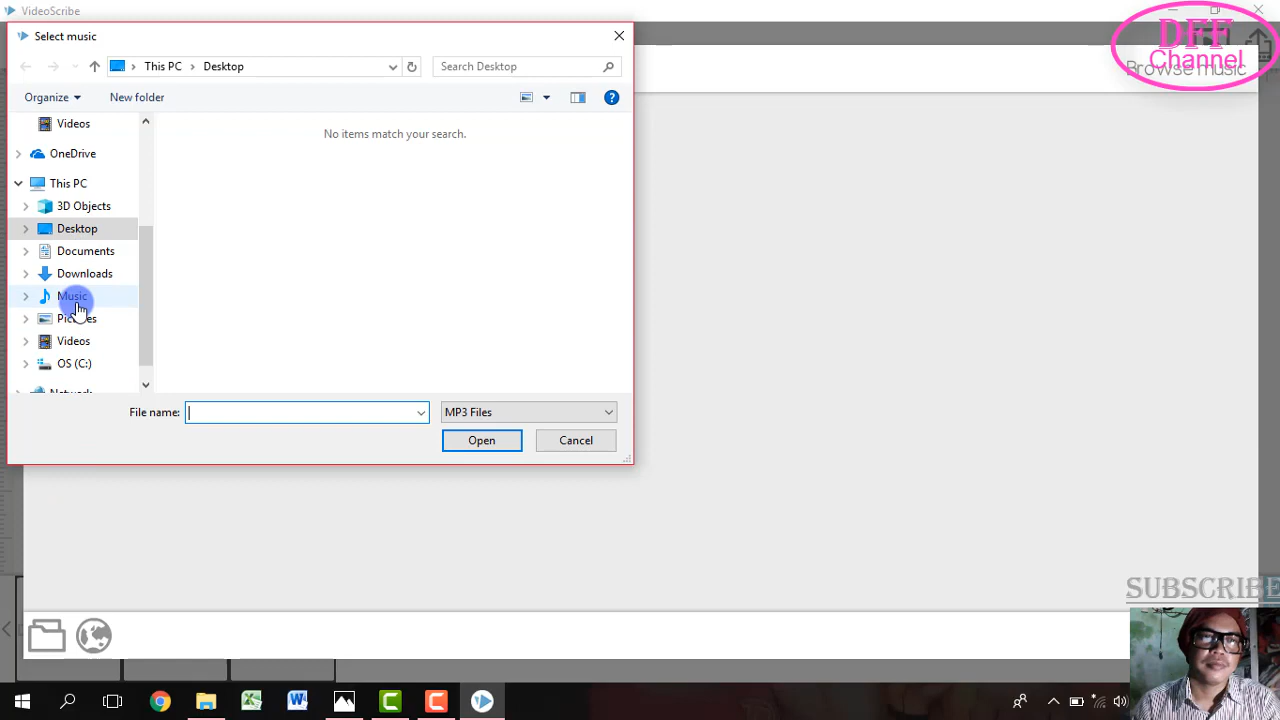 VideoScribe
Select music
This PC
Desktop
Search Desktop
DFF
Channel
Browse music
Organize
New folder
Videos
No items match your search.
OneDrive
This PC
3D Objects
Desktop
Documents
Downloads
Music
Pictures
Videos
OS (C:)
Network
File name:
MP3 Files
Open
Cancel
SUBSCRIBE